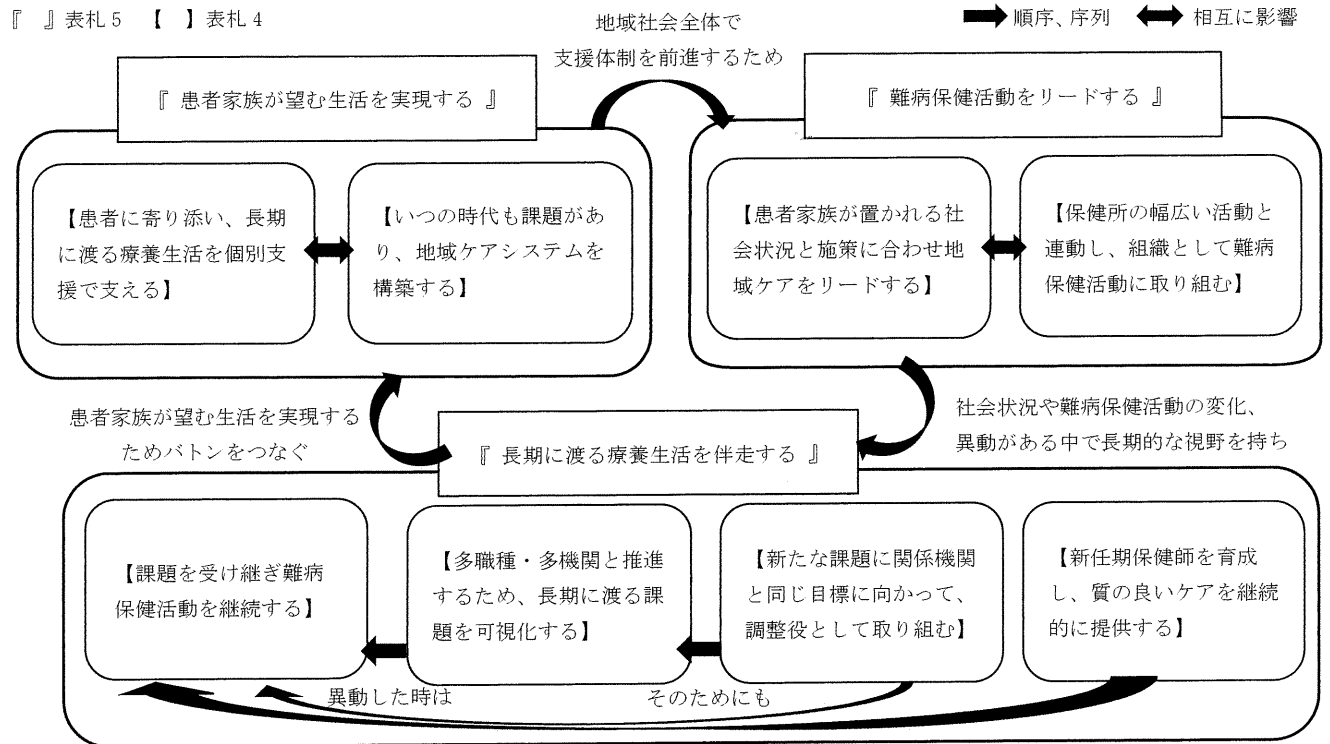 『　』表札５　【　】表札４
地域社会全体で
支援体制を前進するため
順序、序列
相互に影響
『 患者家族が望む生活を実現する 』
『 難病保健活動をリードする 』
【患者に寄り添い、長期
に渡る療養生活を個別支
援で支える】
【いつの時代も課題があ
り、地域ケアシステムを
構築する】
【患者家族が置かれる社
会状況と施策に合わせ地
域ケアをリードする】
【保健所の幅広い活動と
連動し、組織として難病
保健活動に取り組む】
患者家族が望む生活を実現する
ためバトンをつなぐ
社会状況や難病保健活動の変化、
異動がある中で長期的な視野を持ち
『 長期に渡る療養生活を伴走する 』
【課題を受け継ぎ難病
保健活動を継続する】
【多職種・多機関と推進
するため、長期に渡る課
題を可視化する】
【新たな課題に関係機関
と同じ目標に向かって、
調整役として取り組む】
【新任期保健師を育成
し、質の良いケアを継続
的に提供する】
異動した時は
そのためにも